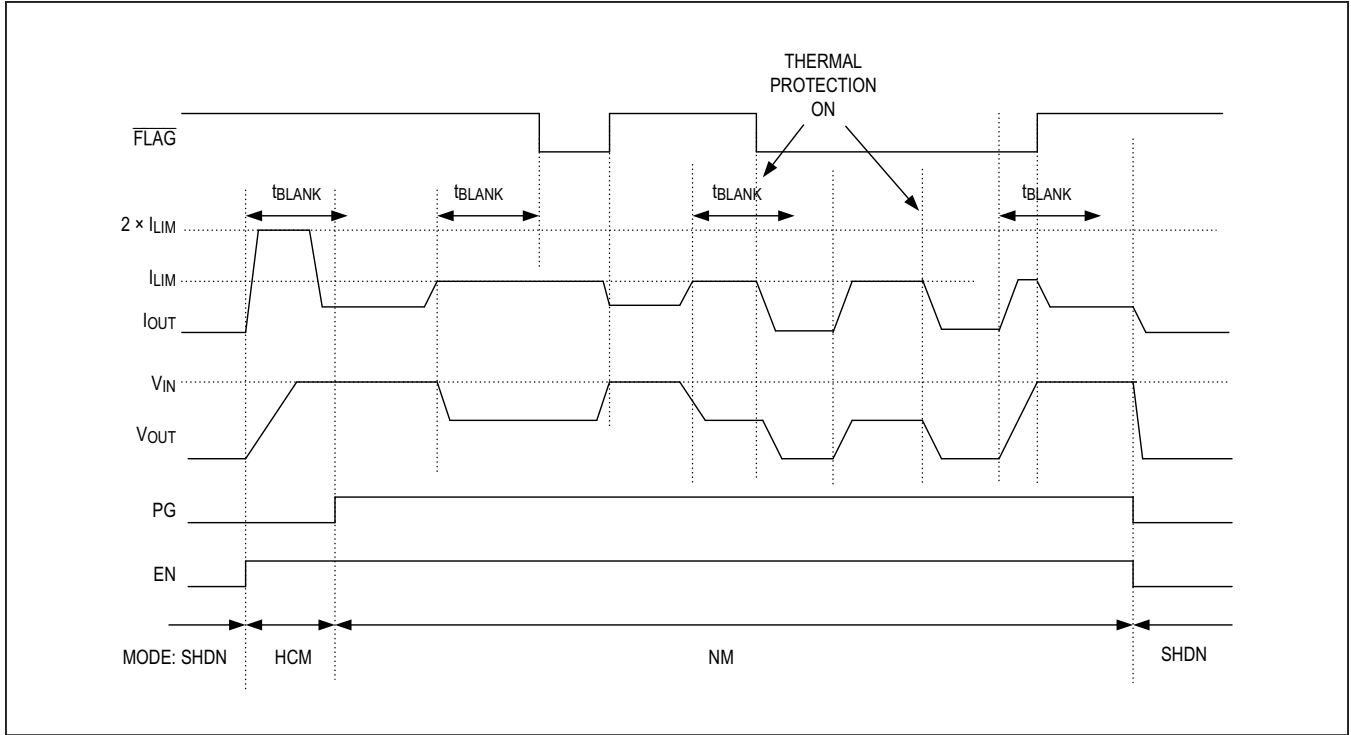 THERMAL
PROTECTION
ON
FLAG
tBLANK tBLANK tBLANK tBLANK
2 × ILIM
ILIM
IOUT
VIN
VOUT
PG
EN
MODE: SHDN HCM NM SHDN